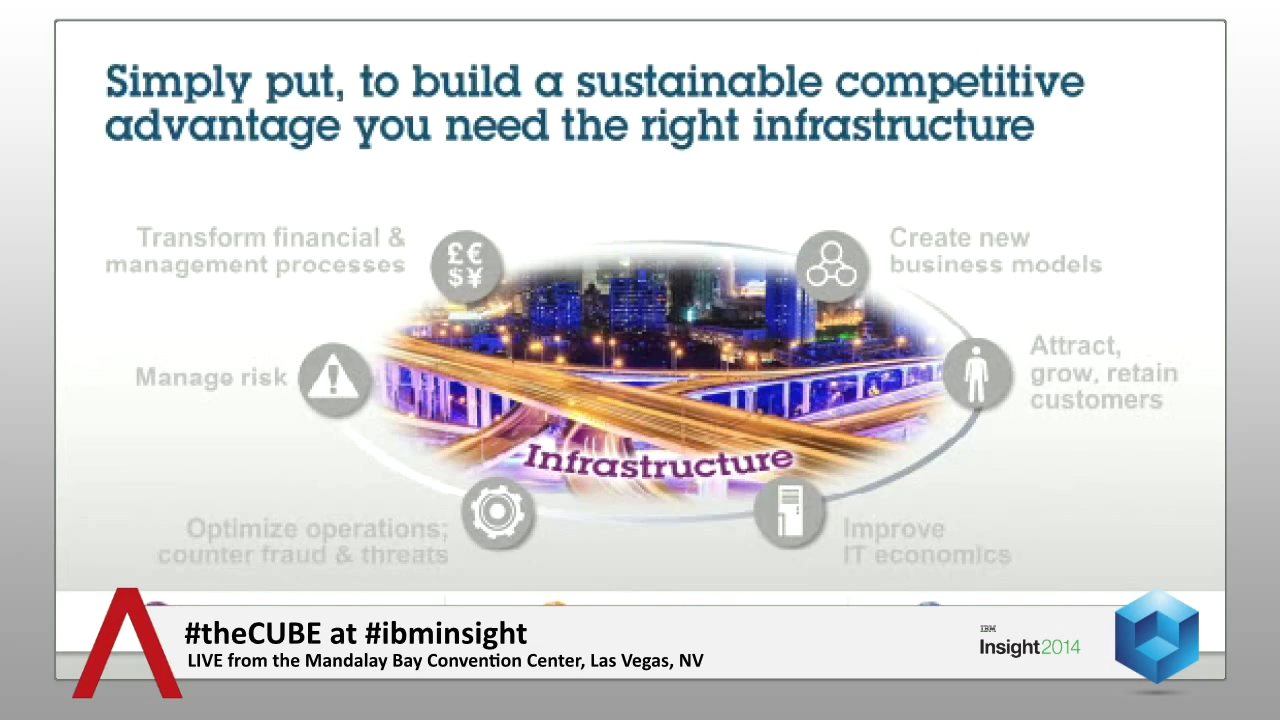 Simply put, to build a sustainable competitive
advantage you need the right infrastructure
Transform financial &
management processes
£€
$¥
Create new
business models
Manage risk
!
Attract,
grow, retain
customers
Infrastructure
Optimize operations;
counter fraud & threats
Improve
IT economics
#theCUBE at #ibminsight
LIVE from the Mandalay Bay Convention Center, Las Vegas, NV
IBM
Insight2014